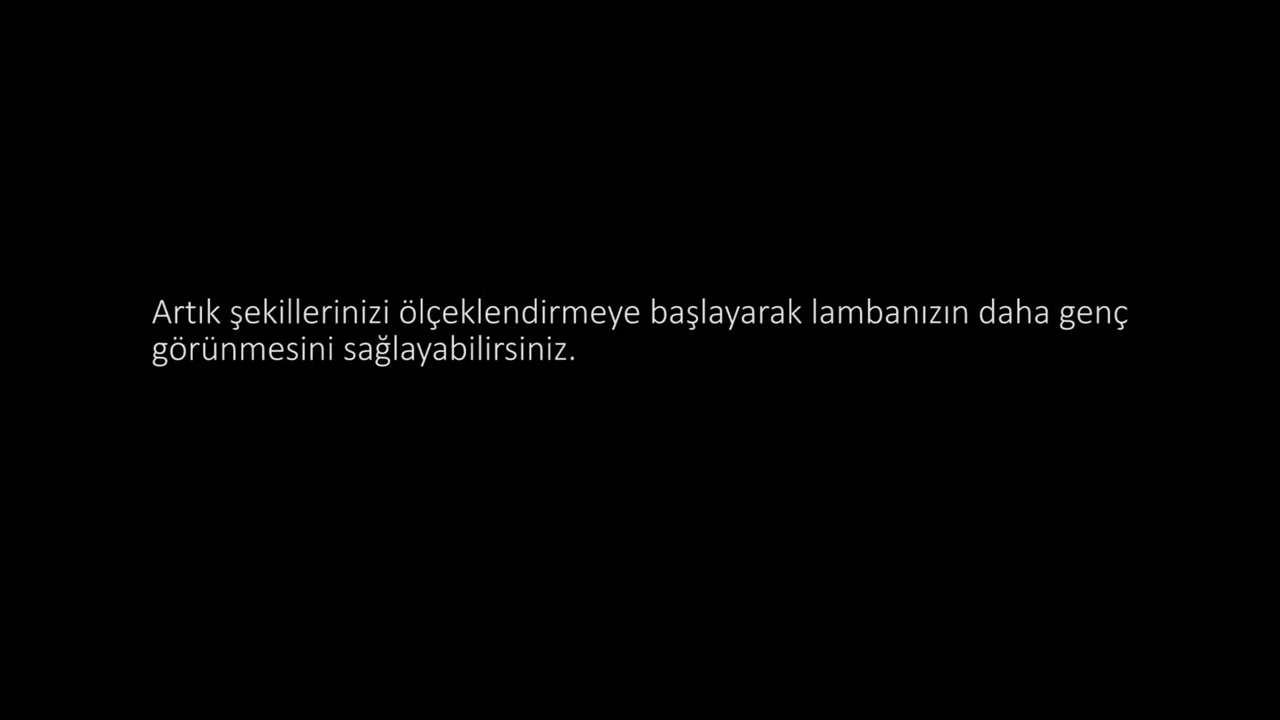 Artık şekillerinizi ölçeklendirmeye başlayarak lambanızın daha genç
görünmesini sağlayabilirsiniz.